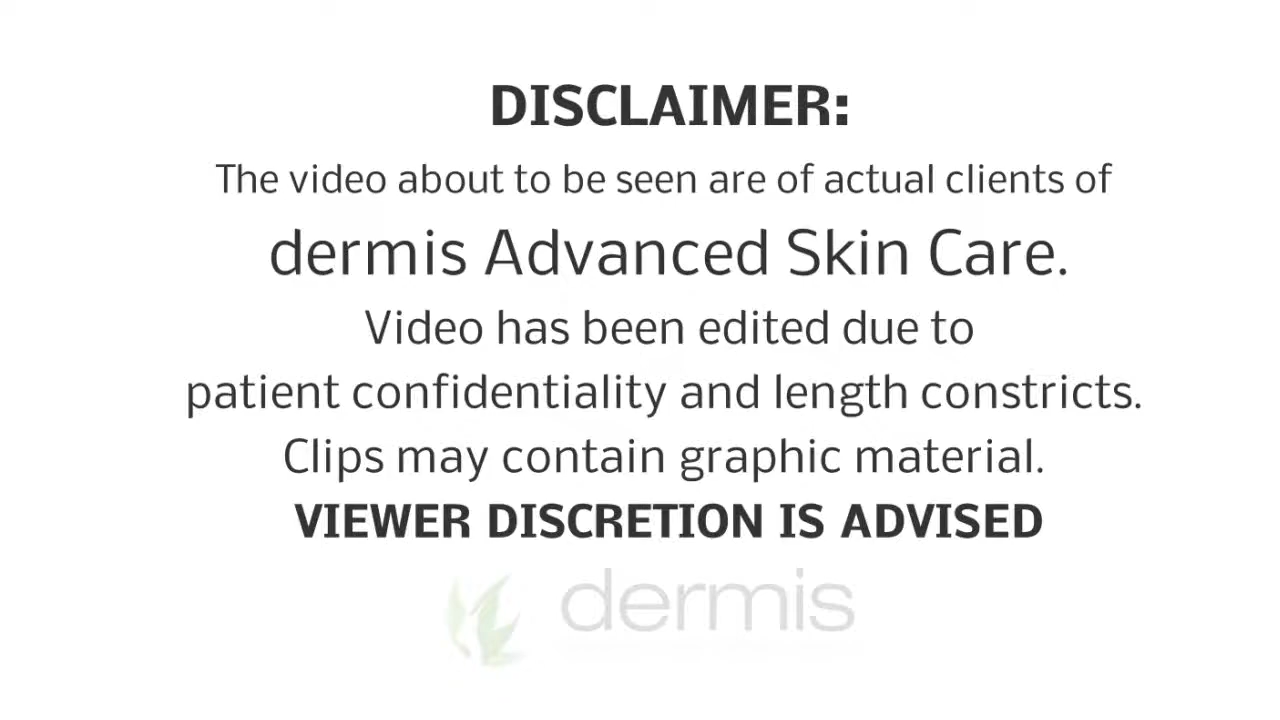 DISCLAIMER:
The video about to be seen are of actual clients of
dermis Advanced Skin Care.
Video has been edited due to
patient confidentiality and length constricts.
Clips may contain graphic material.
VIEWER DISCRETION IS ADVISED
dermis